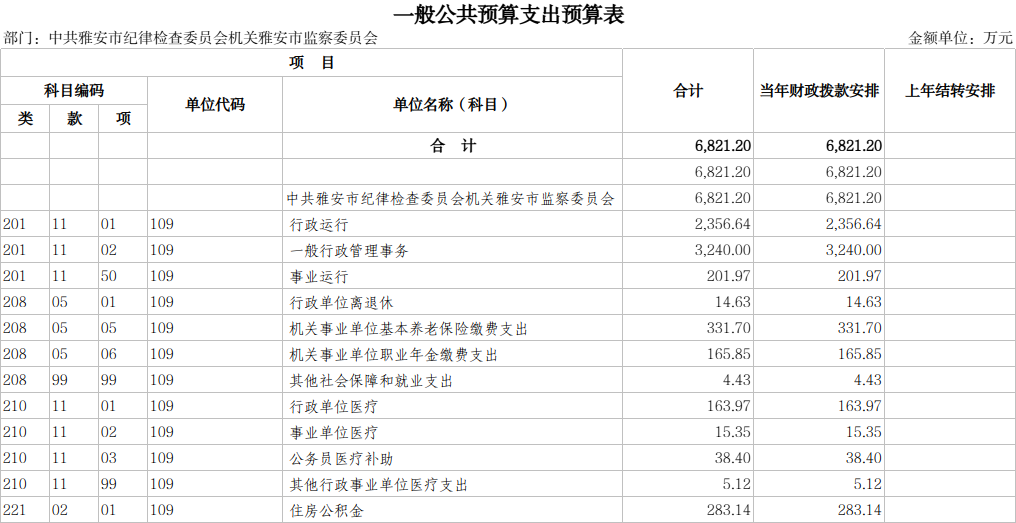 一般公共预算支出预算表
部门：中共雅安市纪律检查委员会机关雅安市监察委员会 金额单位：万元
项 目
科目编码 单位代码 单位名称（科目） 合计 当年财政拨款安排 上年结转安排
类 款 项
合 计 6,821.20 6,821.20
6,821.20 6,821.20
中共雅安市纪律检查委员会机关雅安市监察委员会 6,821.20 6,821.20
201 11 01 109 行政运行 2,356.64 2,356.64
201 11 02 109 一般行政管理事务 3,240.00 3,240.00
201 11 50 109 事业运行 201.97 201.97
208 05 01 109 行政单位离退休 14.63 14.63
208 05 05 109 机关事业单位基本养老保险缴费支出 331.70 331.70
208 05 06 109 机关事业单位职业年金缴费支出 165.85 165.85
208 99 99 109 其他社会保障和就业支出 4.43 4.43
210 11 01 109 行政单位医疗 163.97 163.97
210 11 02 109 事业单位医疗 15.35 15.35
210 11 03 109 公务员医疗补助 38.40 38.40
210 11 99 109 其他行政事业单位医疗支出 5.12 5.12
221 02 01 109 住房公积金 283.14 283.14